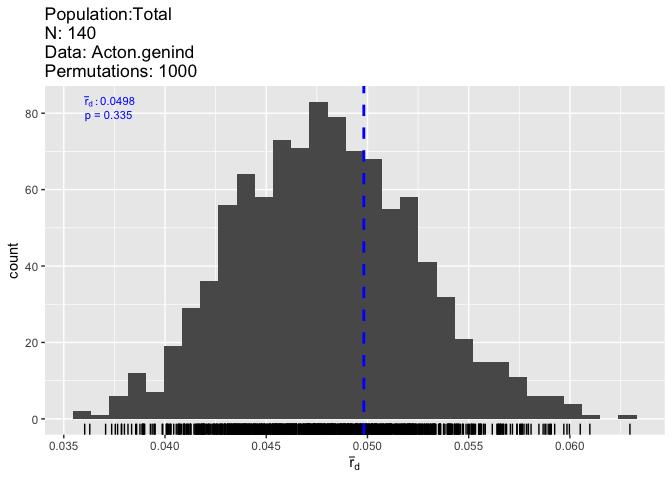 Population:Total
N: 140
Data: Acton.genind
Permutations: 1000
r̄d : 0.0498
p = 0.335
count
80
60
40
20
0
0.035 0.040 0.045 0.050 0.055 0.060
r̄d